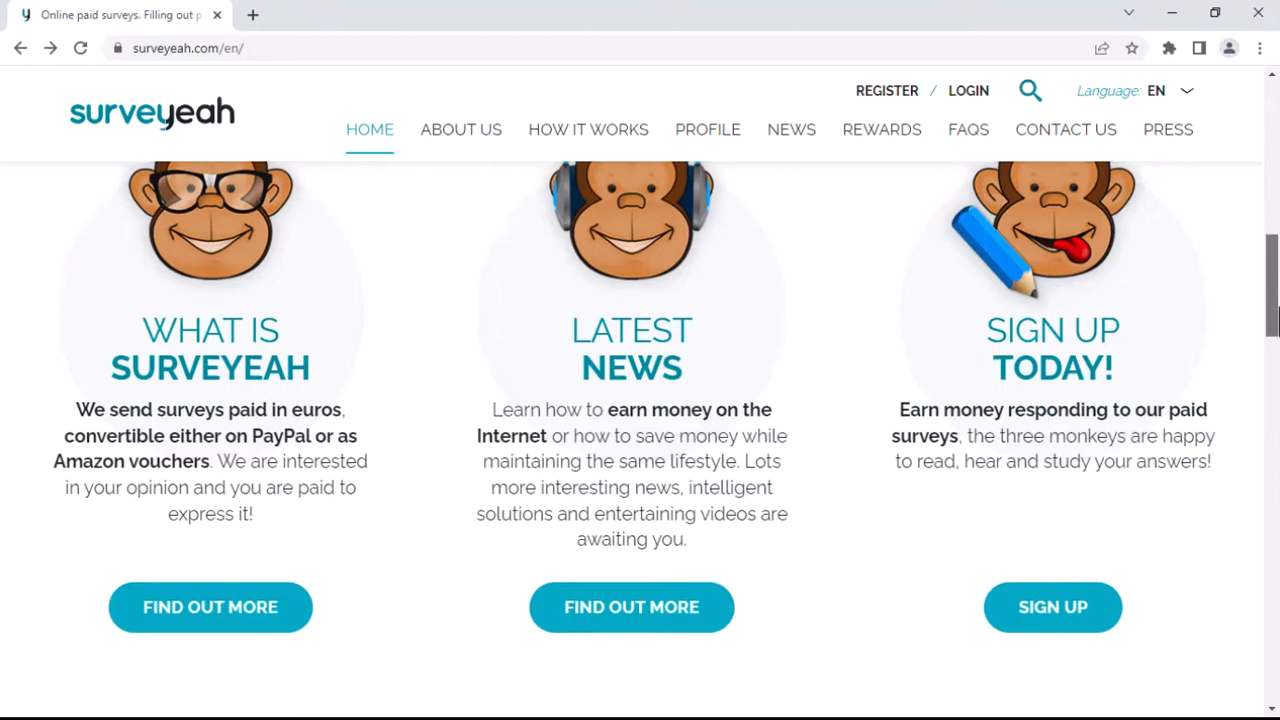 Online paid surveys. Filling out p
surveyeah.com/en/
REGISTER / LOGIN
Language: EN
surveyeah
HOME ABOUT US HOW IT WORKS PROFILE NEWS REWARDS FAQS CONTACT US PRESS
WHAT IS
SURVEYEAH
We send surveys paid in euros,
convertible either on PayPal or as
Amazon vouchers. We are interested
in your opinion and you are paid to
express it!
FIND OUT MORE
LATEST
NEWS
Learn how to earn money on the
Internet or how to save money while
maintaining the same lifestyle. Lots
more interesting news, intelligent
solutions and entertaining videos are
awaiting you.
FIND OUT MORE
SIGN UP
TODAY!
Earn money responding to our paid
surveys, the three monkeys are happy
to read, hear and study your answers!
SIGN UP